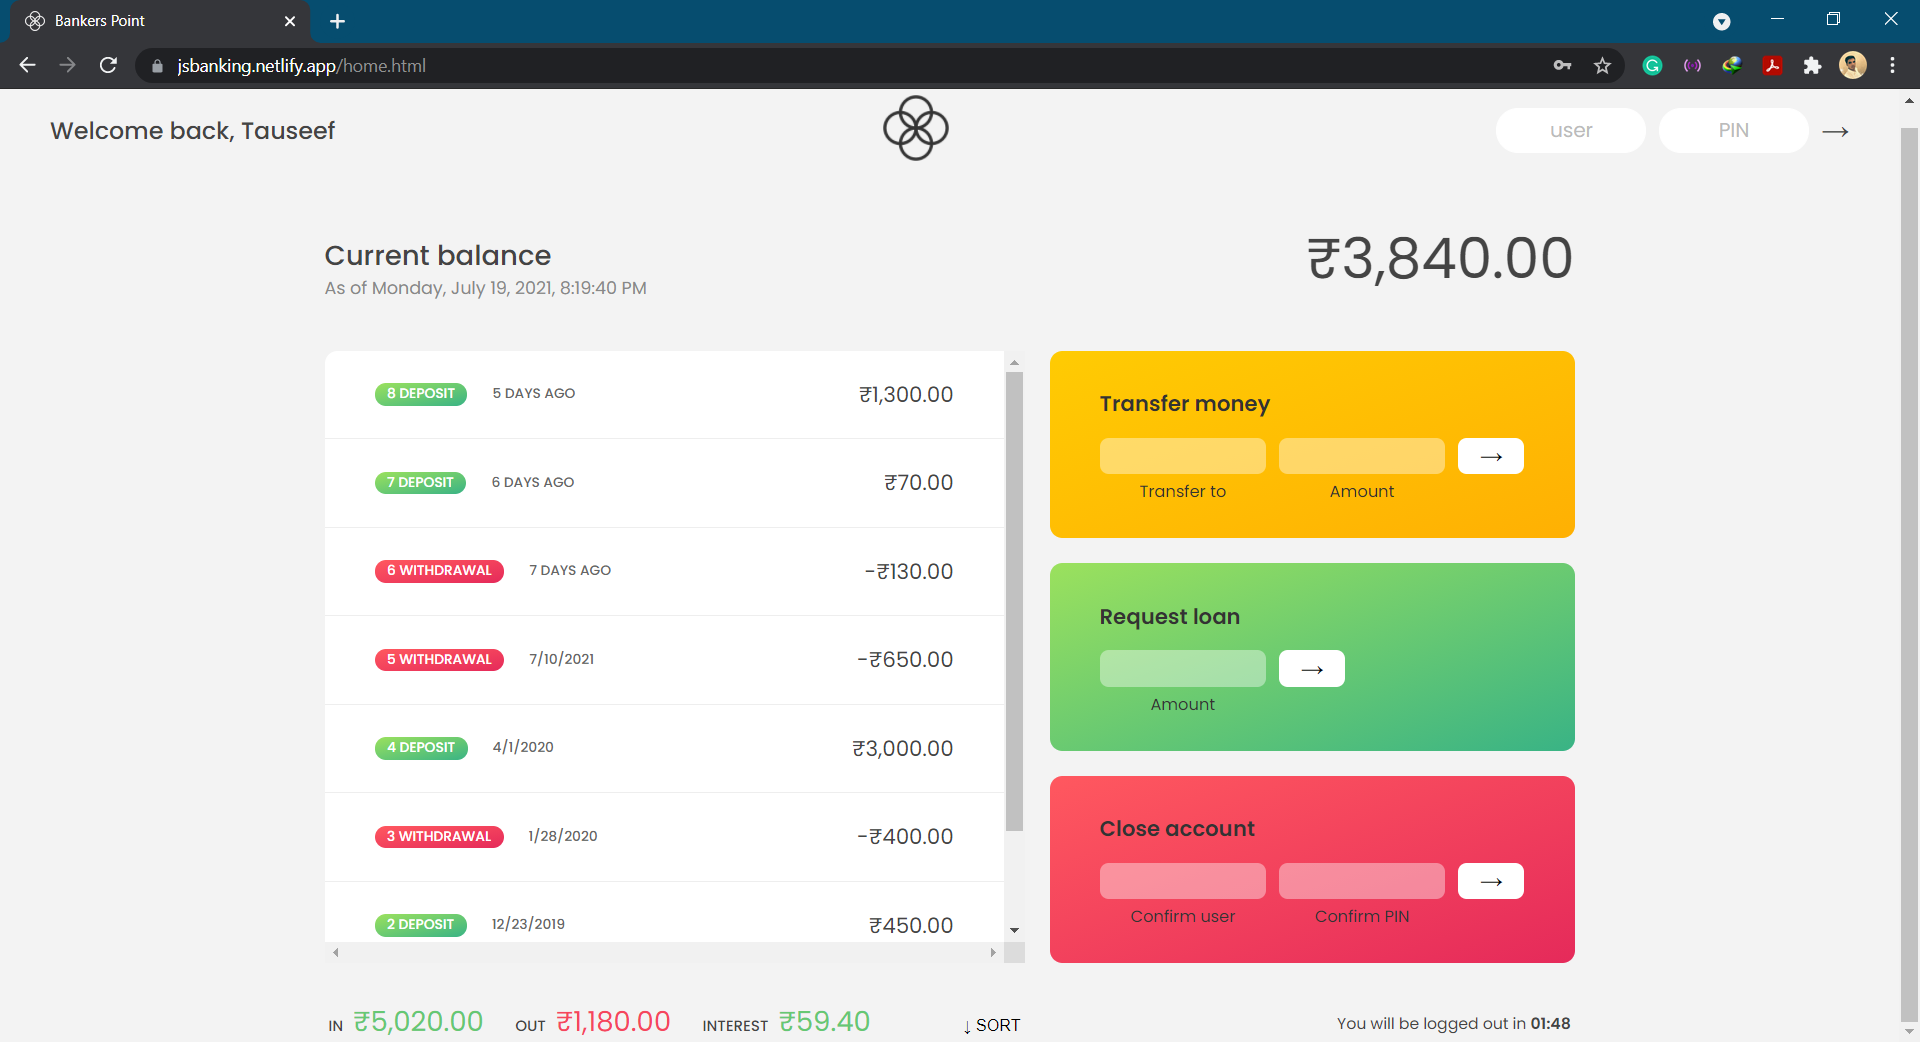 Bankers Point
jsbanking.netlify.app/home.html
Welcome back, Tauseef
user
PIN
→
Current balance
As of Monday, July 19, 2021, 8:19:40 PM
₹3,840.00
8 DEPOSIT 5 DAYS AGO ₹1,300.00
7 DEPOSIT 6 DAYS AGO ₹70.00
6 WITHDRAWAL 7 DAYS AGO -₹130.00
5 WITHDRAWAL 7/10/2021 -₹650.00
4 DEPOSIT 4/1/2020 ₹3,000.00
3 WITHDRAWAL 1/28/2020 -₹400.00
2 DEPOSIT 12/23/2019 ₹450.00
Transfer money
→
Transfer to Amount
Request loan
→
Amount
Close account
→
Confirm user Confirm PIN
IN ₹5,020.00 OUT ₹1,180.00 INTEREST ₹59.40 ↓ SORT
You will be logged out in 01:48